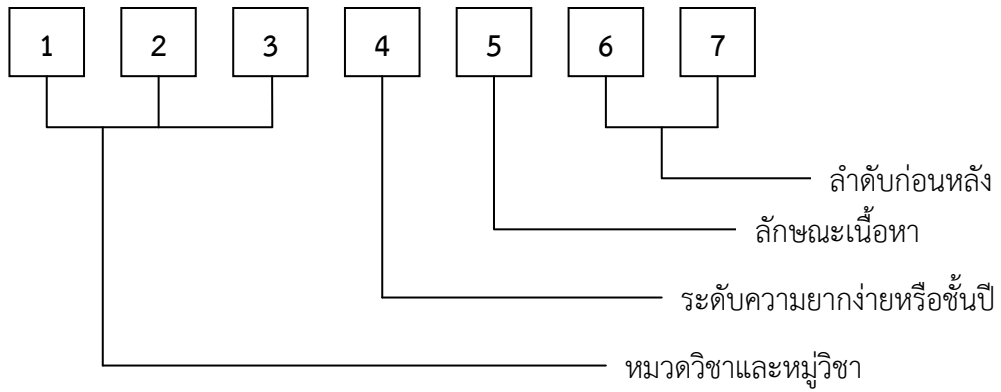 1 2 3 4 5 6 7
ลำดับก่อนหลัง
ลักษณะเนื้อหา
ระดับความยากง่ายหรือชั้นปี
หมวดวิชาและหมู่วิชา